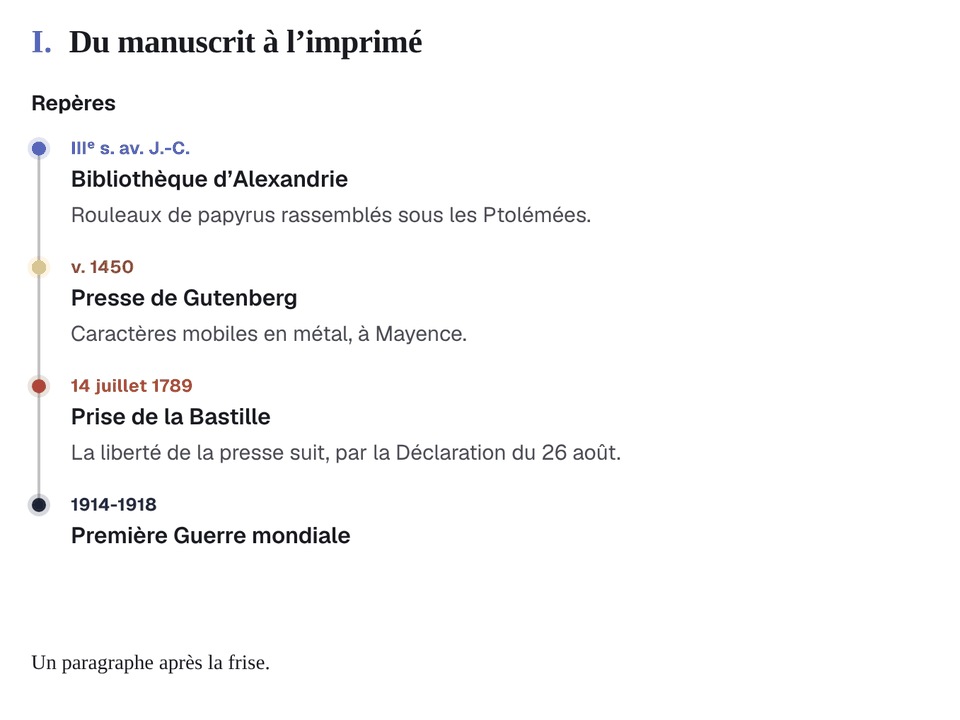 I. Du manuscrit à l’imprimé
Repères
IIIᵉ s. av. J.-C.
Bibliothèque d’Alexandrie
Rouleaux de papyrus rassemblés sous les Ptolémées.
v. 1450
Presse de Gutenberg
Caractères mobiles en métal, à Mayence.
14 juillet 1789
Prise de la Bastille
La liberté de la presse suit, par la Déclaration du 26 août.
1914-1918
Première Guerre mondiale
Un paragraphe après la frise.